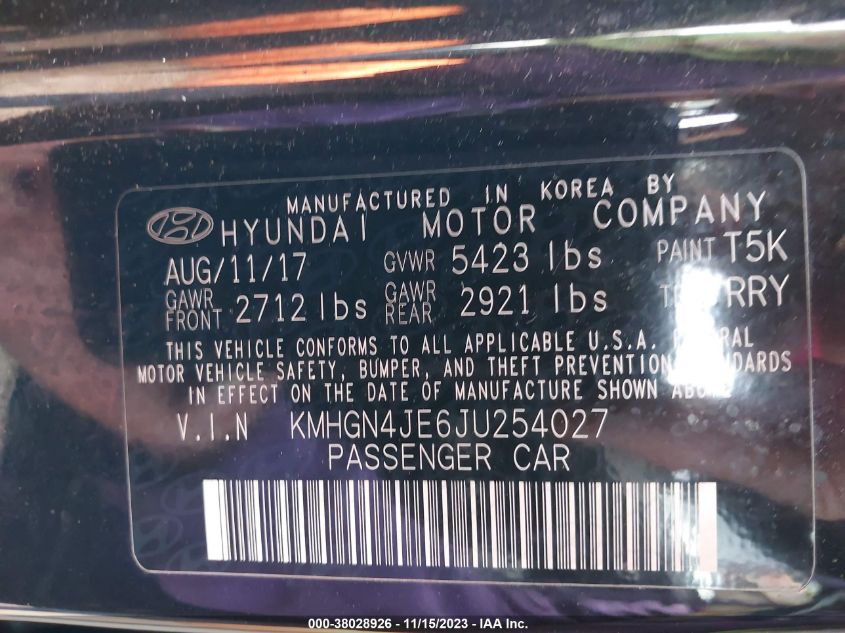 MANUFACTURED IN KOREA BY
HYUNDAI MOTOR COMPANY
AUG/11/17 GVWR 5423 lbs PAINT T5K
GAWR FRONT 2712 lbs GAWR REAR 2921 lbs RRY
THIS VEHICLE CONFORMS TO ALL APPLICABLE U.S.A.
MOTOR VEHICLE SAFETY, BUMPER, AND THEFT PREVENTION
IN EFFECT ON THE DATE OF MANUFACTURE SHOWN
V.I.N KMHGN4JE6JU254027
PASSENGER CAR
000-38028926 - 11/15/2023 - IAA Inc.